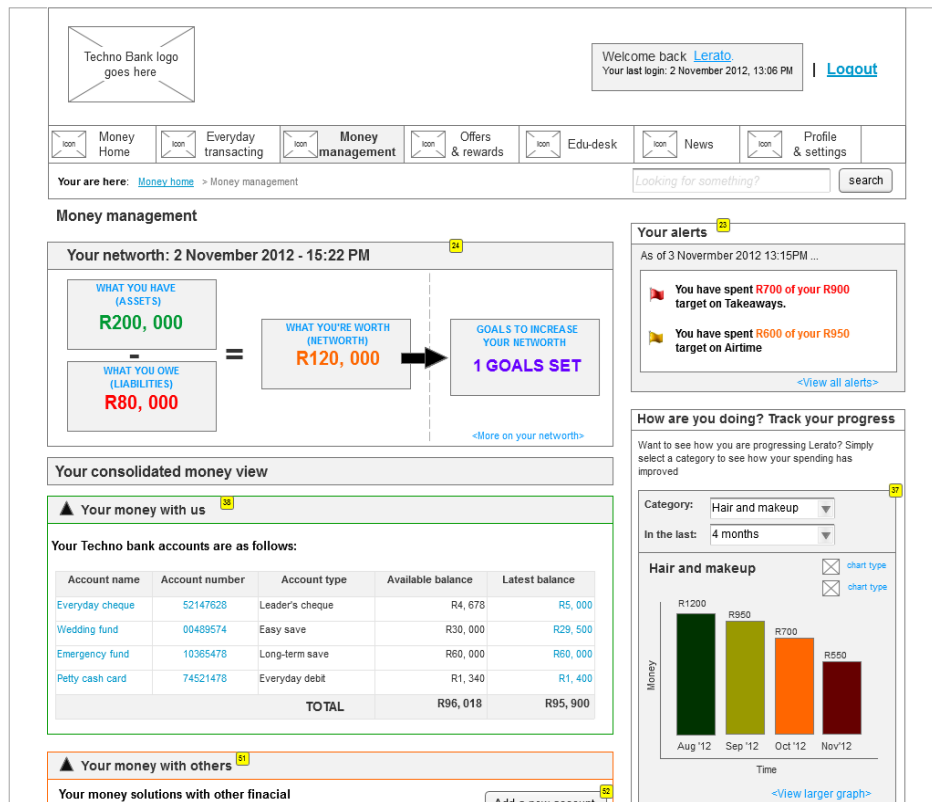 Techno Bank logo
goes here
Welcome back Lerato.
Your last login: 2 November 2012, 13:06 PM
| Logout
Icon Money Home
Icon Everyday transacting
Icon Money management
Icon Offers & rewards
Icon Edu-desk
Icon News
Icon Profile & settings
Your are here: Money home > Money management
Looking for something?
search
Money management
Your networth: 2 November 2012 - 15:22 PM
24
WHAT YOU HAVE
(ASSETS)
R200, 000
-
WHAT YOU OWE
(LIABILITIES)
R80, 000
=
WHAT YOU'RE WORTH
(NETWORTH)
R120, 000
GOALS TO INCREASE
YOUR NETWORTH
1 GOALS SET
<More on your networth>
Your consolidated money view
Your money with us
38
Your Techno bank accounts are as follows:
Account name Account number Account type Available balance Latest balance
Everyday cheque 52147628 Leader's cheque R4, 678 R5, 000
Wedding fund 00489574 Easy save R30, 000 R29, 500
Emergency fund 10365478 Long-term save R60, 000 R60, 000
Petty cash card 74521478 Everyday debit R1, 340 R1, 400
TOTAL R96, 018 R95, 900
Your money with others
51
Your money solutions with other finacial
Add a new account
52
Your alerts
23
As of 3 Novermber 2012 13:15PM ...
You have spent R700 of your R900
target on Takeaways.
You have spent R600 of your R950
target on Airtime
<View all alerts>
How are you doing? Track your progress
Want to see how you are progressing Lerato? Simply
select a category to see how your spending has
improved
37
Category: Hair and makeup
In the last: 4 months
Hair and makeup
chart type
chart type
R1200
R950
R700
R550
Money
Aug '12 Sep '12 Oct '12 Nov'12
Time
<View larger graph>